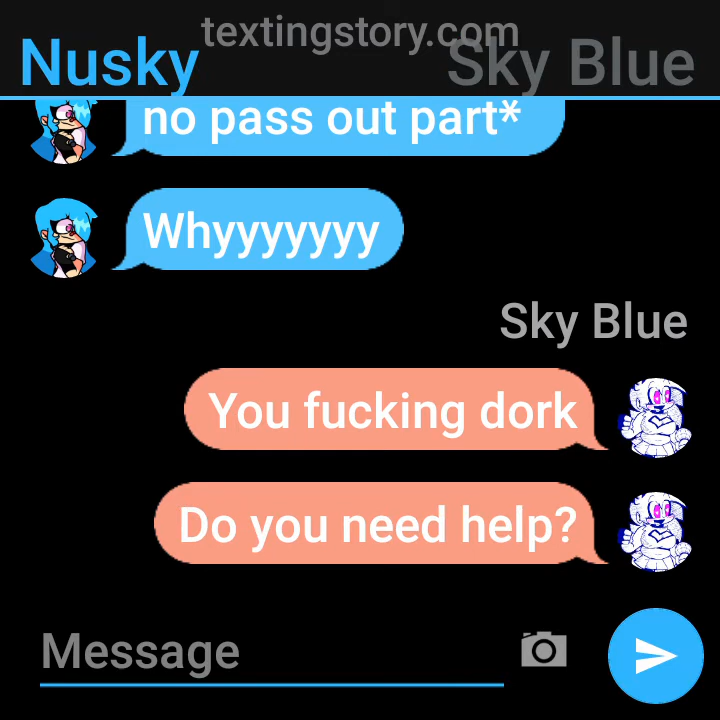 textingstory.com
Nusky
Sky Blue
no pass out part*
Whyyyyyyy
Sky Blue
You fucking dork
Do you need help?
Message